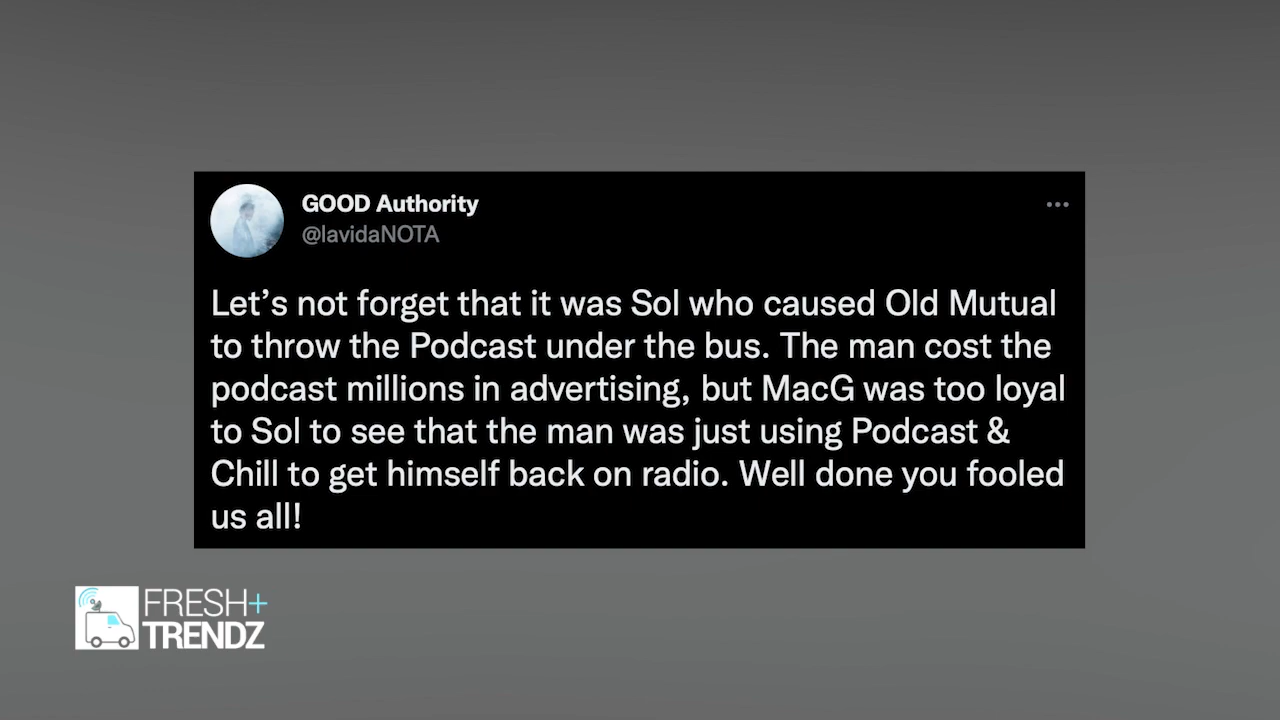 GOOD Authority
@lavidaNOTA
Let’s not forget that it was Sol who caused Old Mutual
to throw the Podcast under the bus. The man cost the
podcast millions in advertising, but MacG was too loyal
to Sol to see that the man was just using Podcast &
Chill to get himself back on radio. Well done you fooled
us all!
FRESH+
TRENDZ